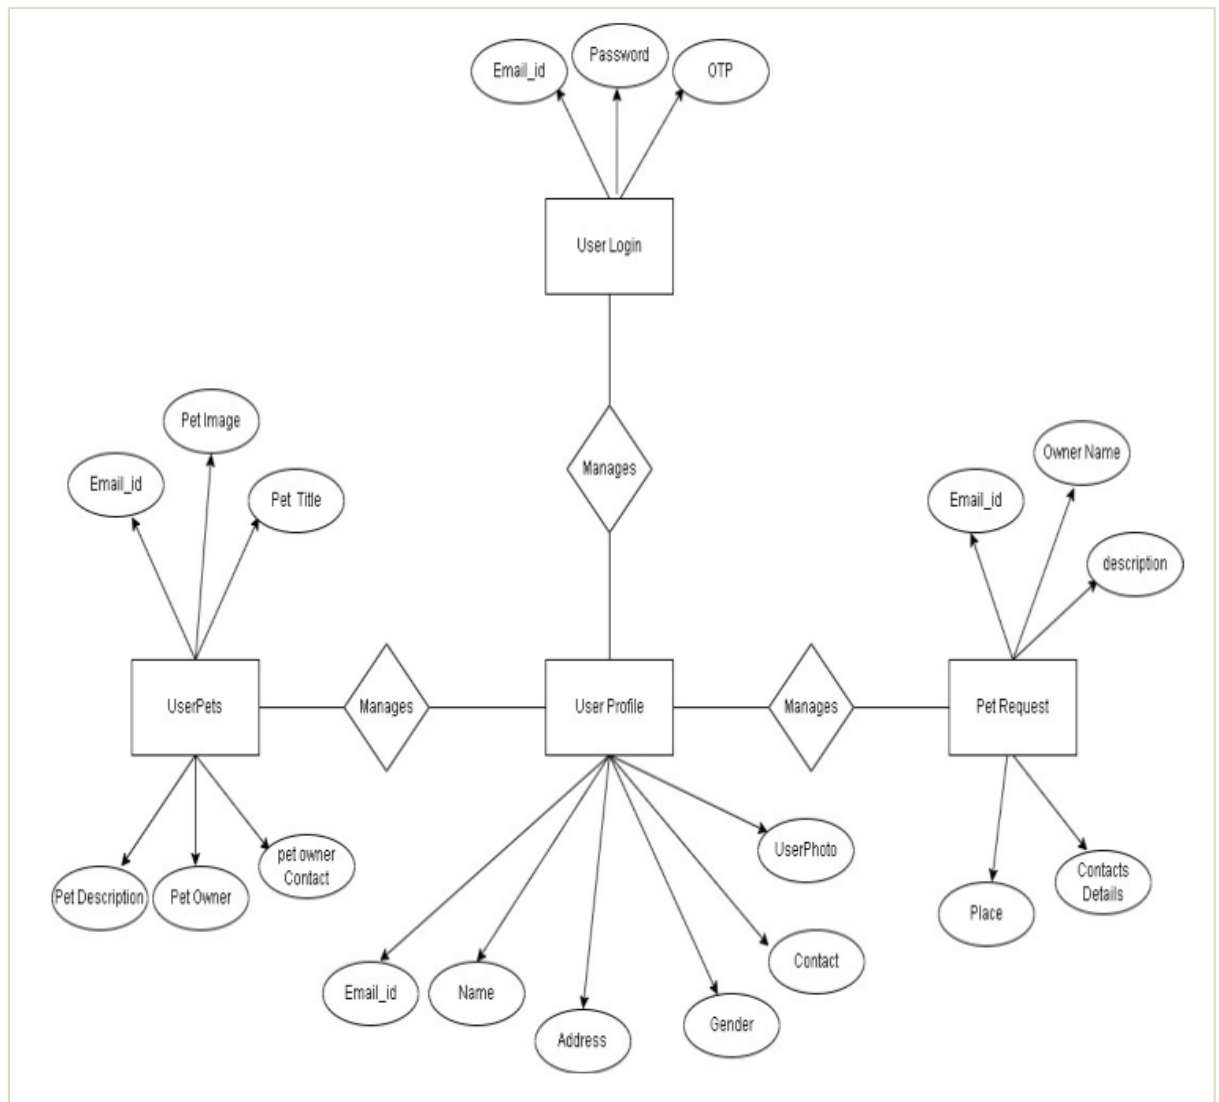 Email_id
Password
OTP
User Login
Manages
Pet Image
Email_id
Pet Title
Owner Name
Email_id
description
UserPets
Manages
User Profile
Manages
Pet Request
Pet Description
Pet Owner
pet owner
Contact
UserPhoto
Contacts
Details
Place
Contact
Email_id
Name
Address
Gender